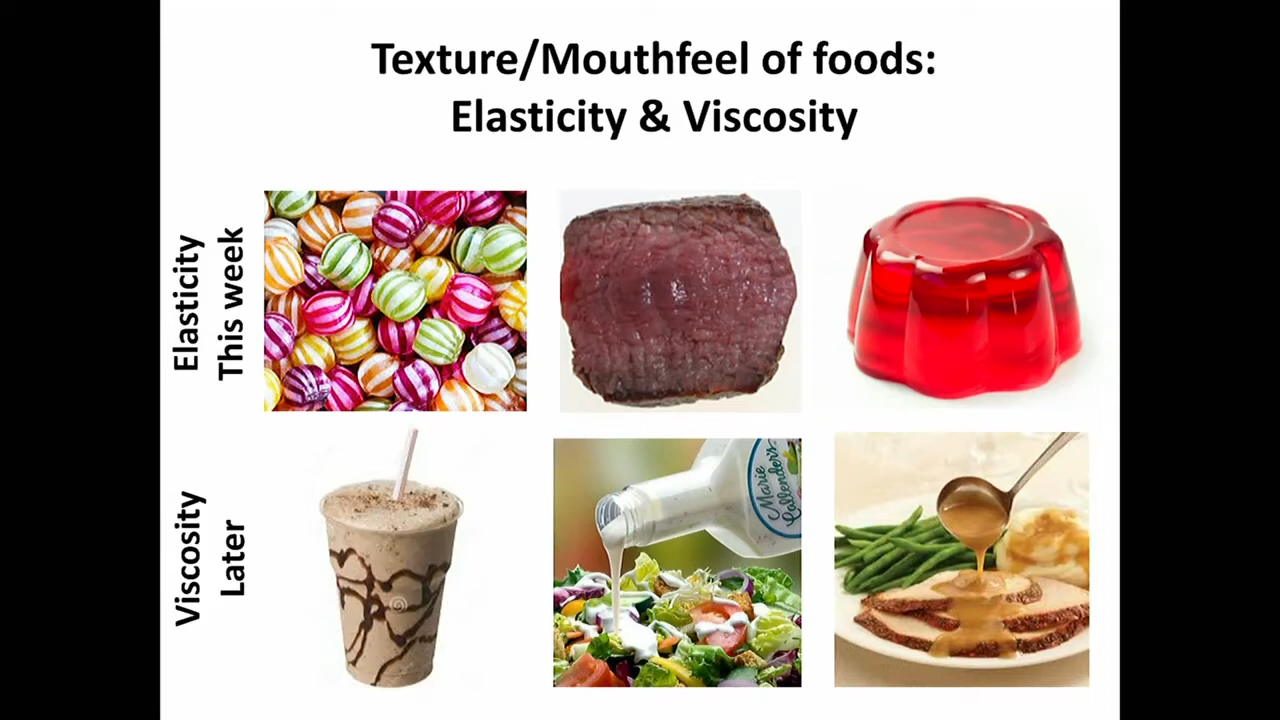 Texture/Mouthfeel of foods:
Elasticity & Viscosity
Elasticity
This week
Viscosity
Later
Marie
Callender's